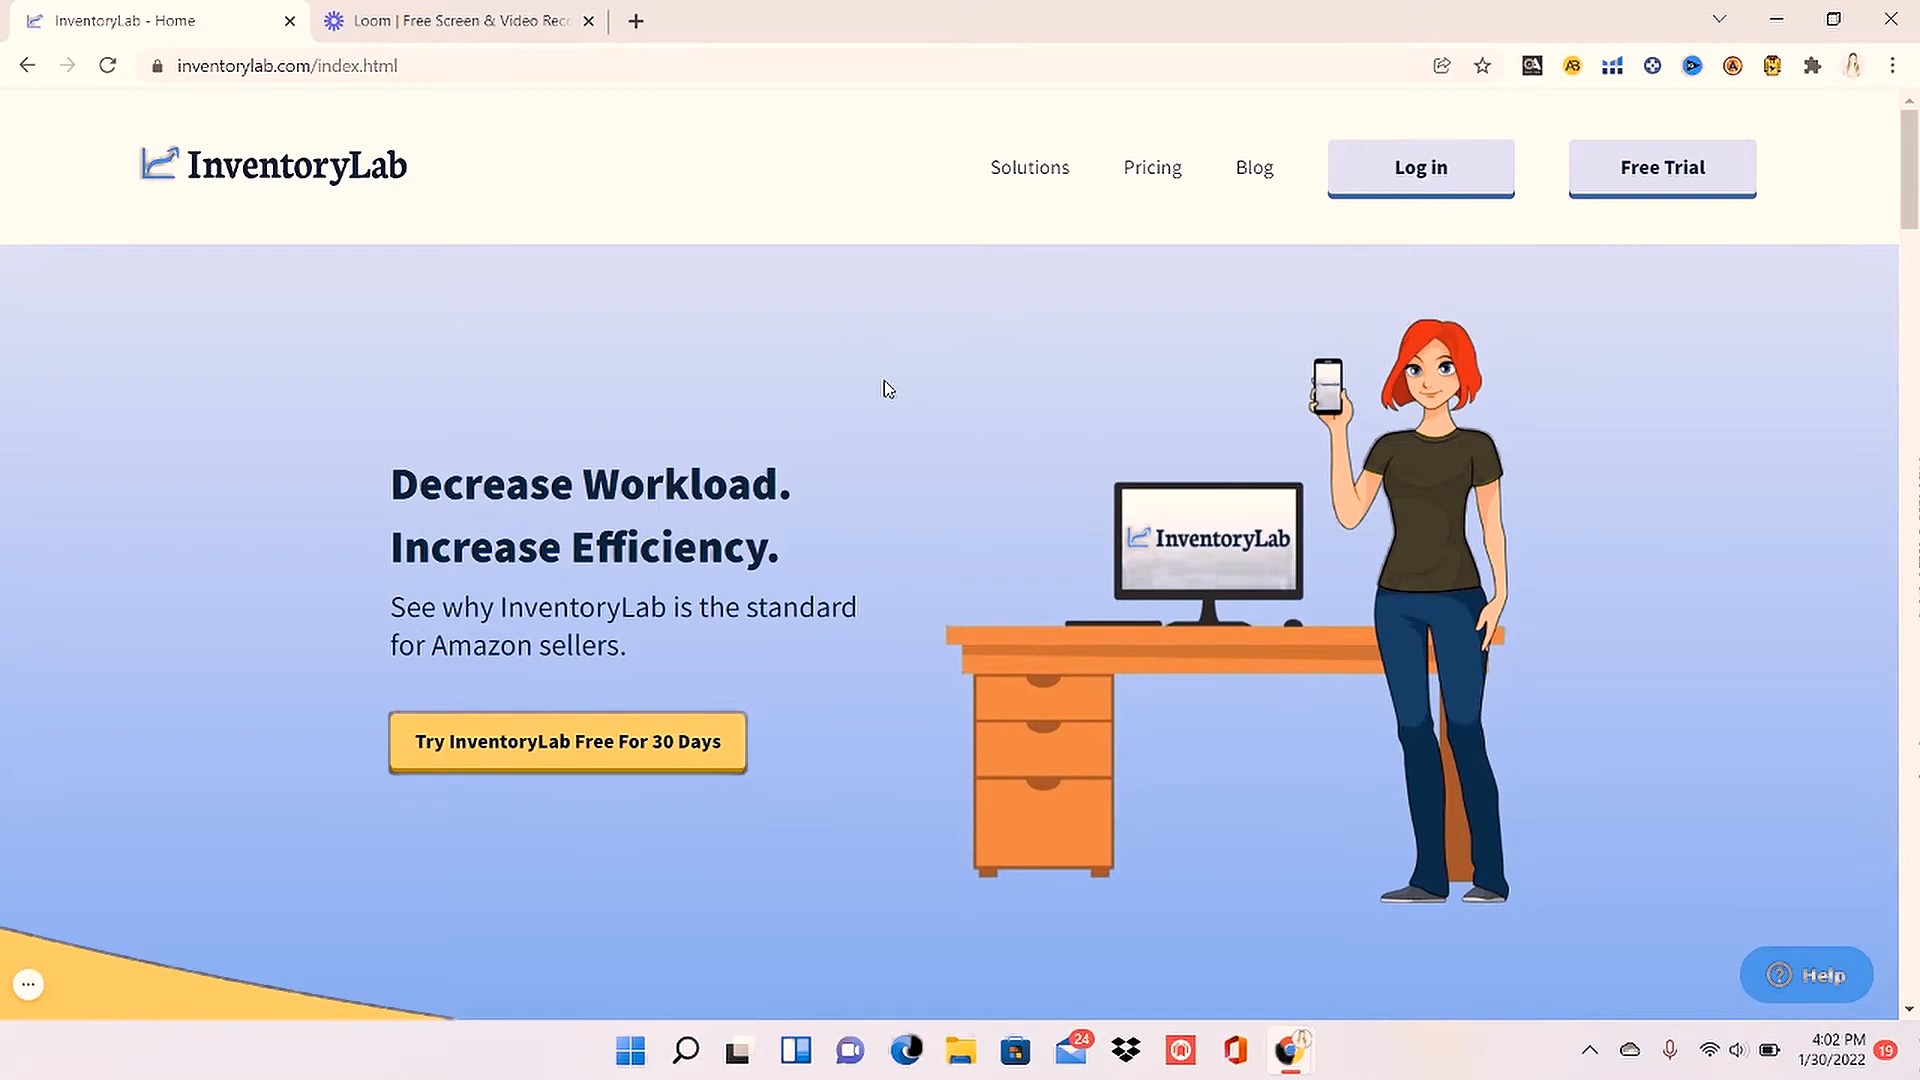 InventoryLab - Home
Loom | Free Screen & Video Rec
inventorylab.com/index.html
InventoryLab
Solutions
Pricing
Blog
Log in
Free Trial
Decrease Workload.
Increase Efficiency.
See why InventoryLab is the standard
for Amazon sellers.
Try InventoryLab Free For 30 Days
InventoryLab
Help
24
4:02 PM
1/30/2022
19